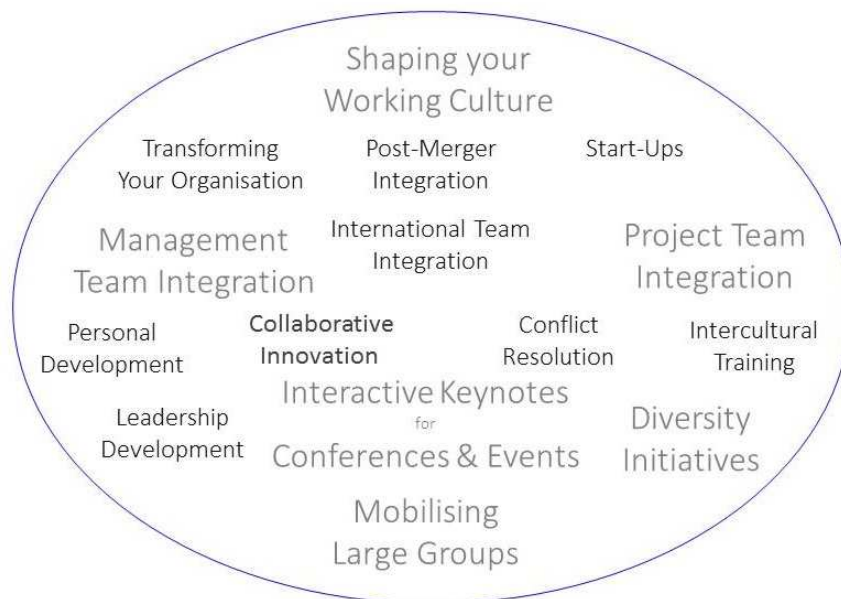 Shaping your
Working Culture
Transforming
Your Organisation
Post-Merger
Integration
Start-Ups
Management
Team Integration
International Team
Integration
Project Team
Integration
Personal
Development
Collaborative
Innovation
Conflict
Resolution
Intercultural
Training
Leadership
Development
Interactive Keynotes
for
Conferences & Events
Diversity
Initiatives
Mobilising
Large Groups